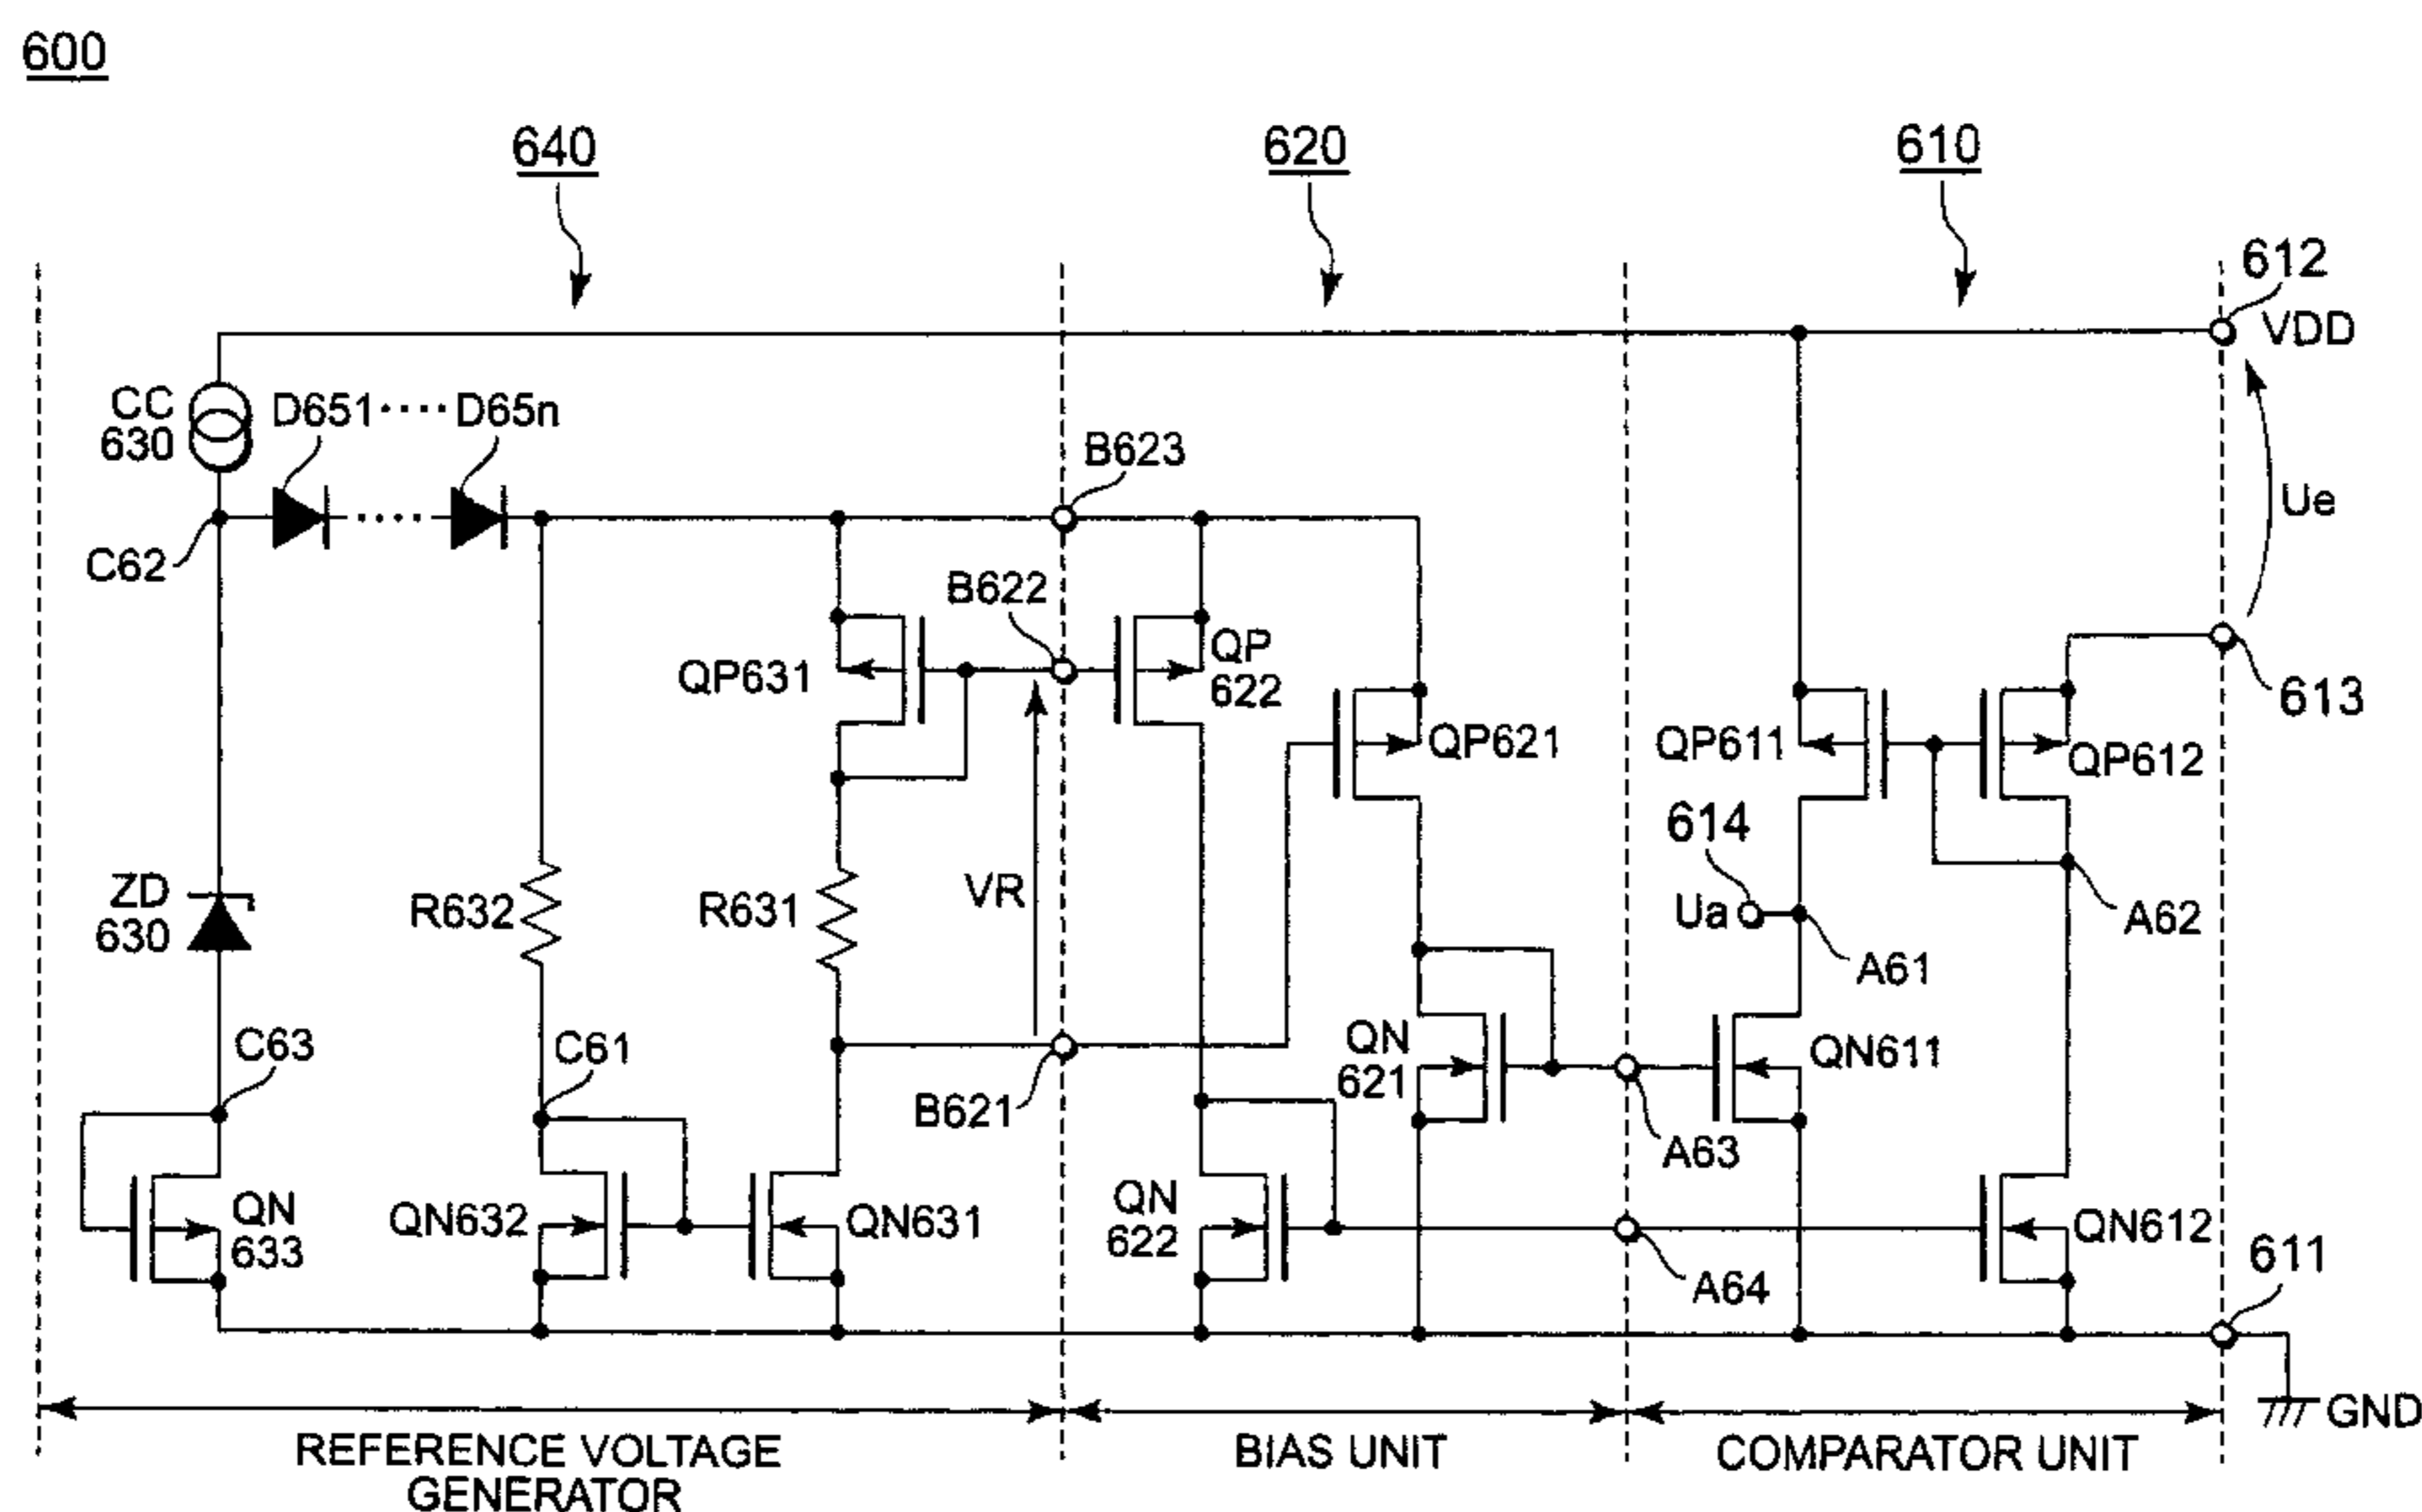 600
640
620
610
612
VDD
CC
630
D651
D65n
B623
Ue
C62
B622
QP631
QP
622
613
QP621
QP611
QP612
614
ZD
630
R632
R631
VR
Ua
A62
A61
C63
C61
QN
621
QN611
B621
A63
QN
633
QN632
QN631
QN
622
QN612
611
A64
GND
REFERENCE VOLTAGE
GENERATOR
BIAS UNIT
COMPARATOR UNIT